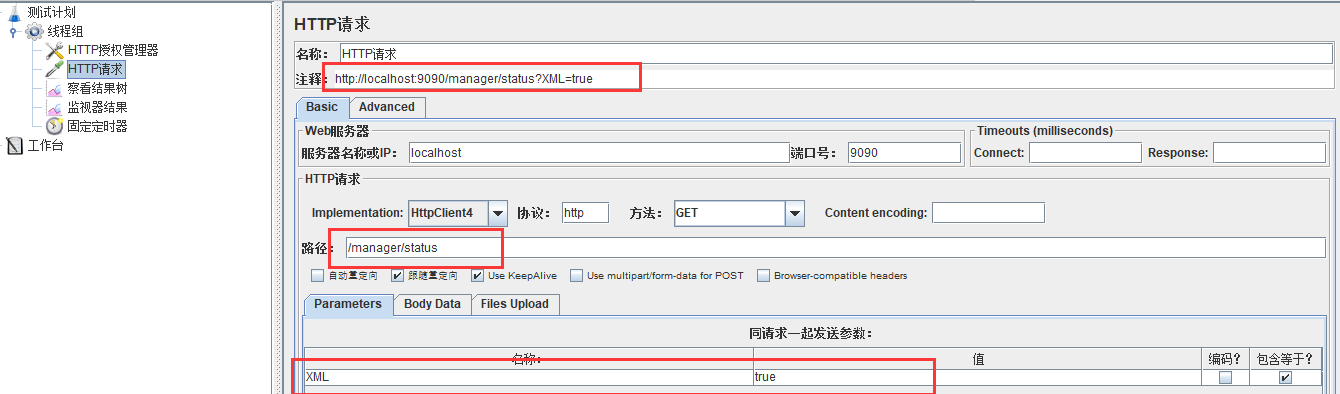 测试计划
线程组
HTTP授权管理器
HTTP请求
察看结果树
监视器结果
固定定时器
工作台
HTTP请求
名称： HTTP请求
注释： http://localhost:9090/manager/status?XML=true
Basic Advanced
Web服务器
服务器名称或IP： localhost 端口号： 9090
Timeouts (milliseconds)
Connect: Response:
HTTP请求
Implementation: HttpClient4 协议： http 方法： GET Content encoding:
路径： /manager/status
自动重定向 跟随重定向 Use KeepAlive Use multipart/form-data for POST Browser-compatible headers
Parameters Body Data Files Upload
同请求一起发送参数：
名称： 值 编码？ 包含等于？
XML true